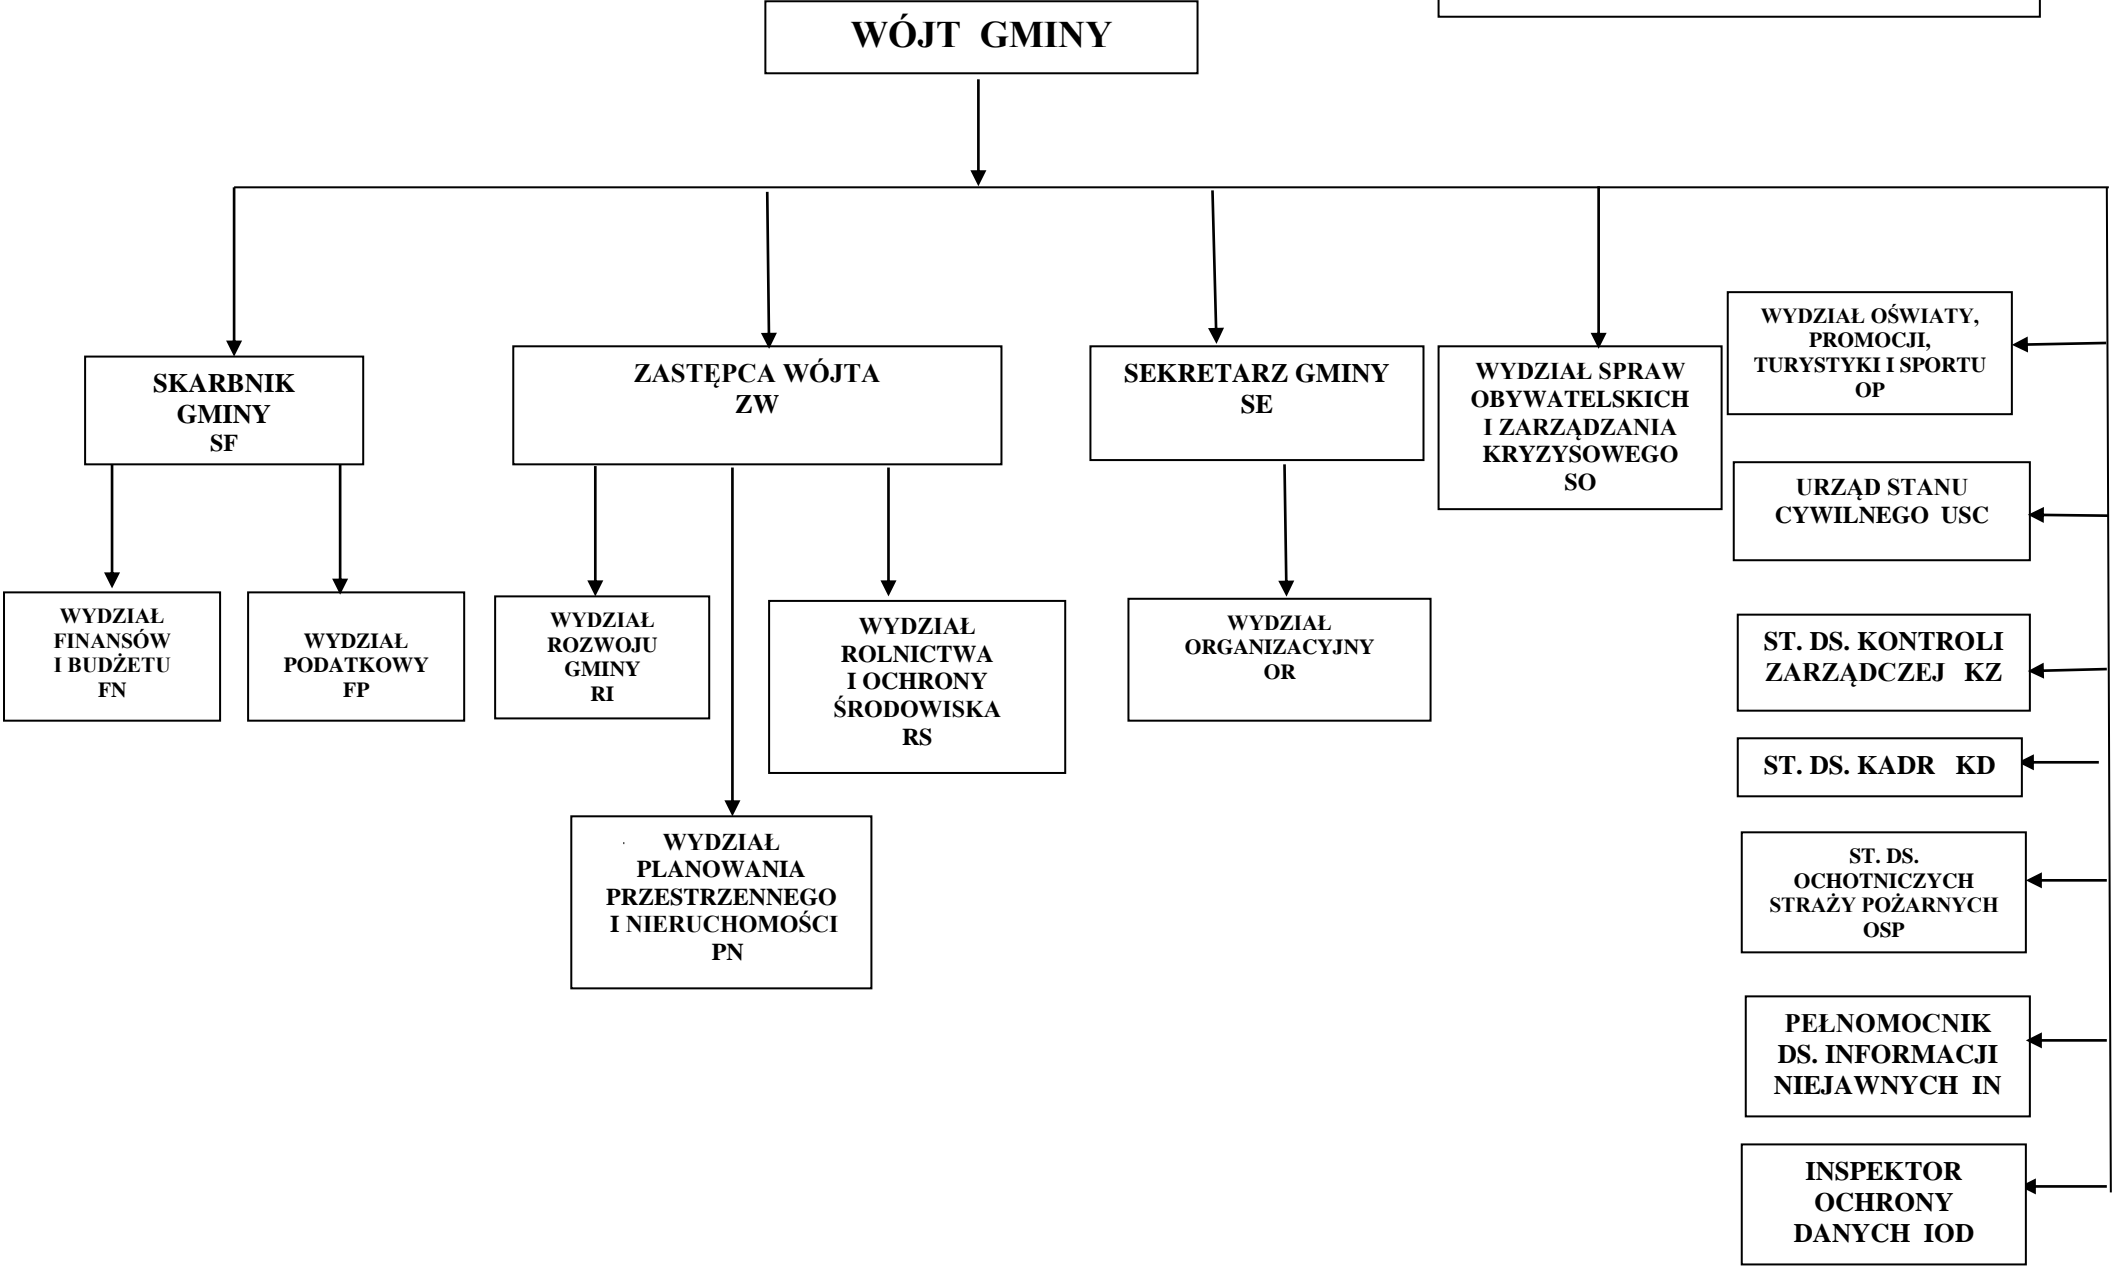 WÓJT GMINY
SKARBNIK
GMINY
SF
ZASTĘPCA WÓJTA
ZW
SEKRETARZ GMINY
SE
WYDZIAŁ SPRAW
OBYWATELSKICH
I ZARZĄDZANIA
KRYZYSOWEGO
SO
WYDZIAŁ OŚWIATY,
PROMOCJI,
TURYSTYKI I SPORTU
OP
URZĄD STANU
CYWILNEGO USC
WYDZIAŁ
FINANSÓW
I BUDŻETU
FN
WYDZIAŁ
PODATKOWY
FP
WYDZIAŁ
ROZWOJU
GMINY
RI
WYDZIAŁ
ROLNICTWA
I OCHRONY
ŚRODOWISKA
RS
WYDZIAŁ
ORGANIZACYJNY
OR
ST. DS. KONTROLI
ZARZĄDCZEJ KZ
ST. DS. KADR KD
WYDZIAŁ
PLANOWANIA
PRZESTRZENNEGO
I NIERUCHOMOŚCI
PN
ST. DS.
OCHOTNICZYCH
STRAŻY POŻARNYCH
OSP
PEŁNOMOCNIK
DS. INFORMACJI
NIEJAWNYCH IN
INSPEKTOR
OCHRONY
DANYCH IOD